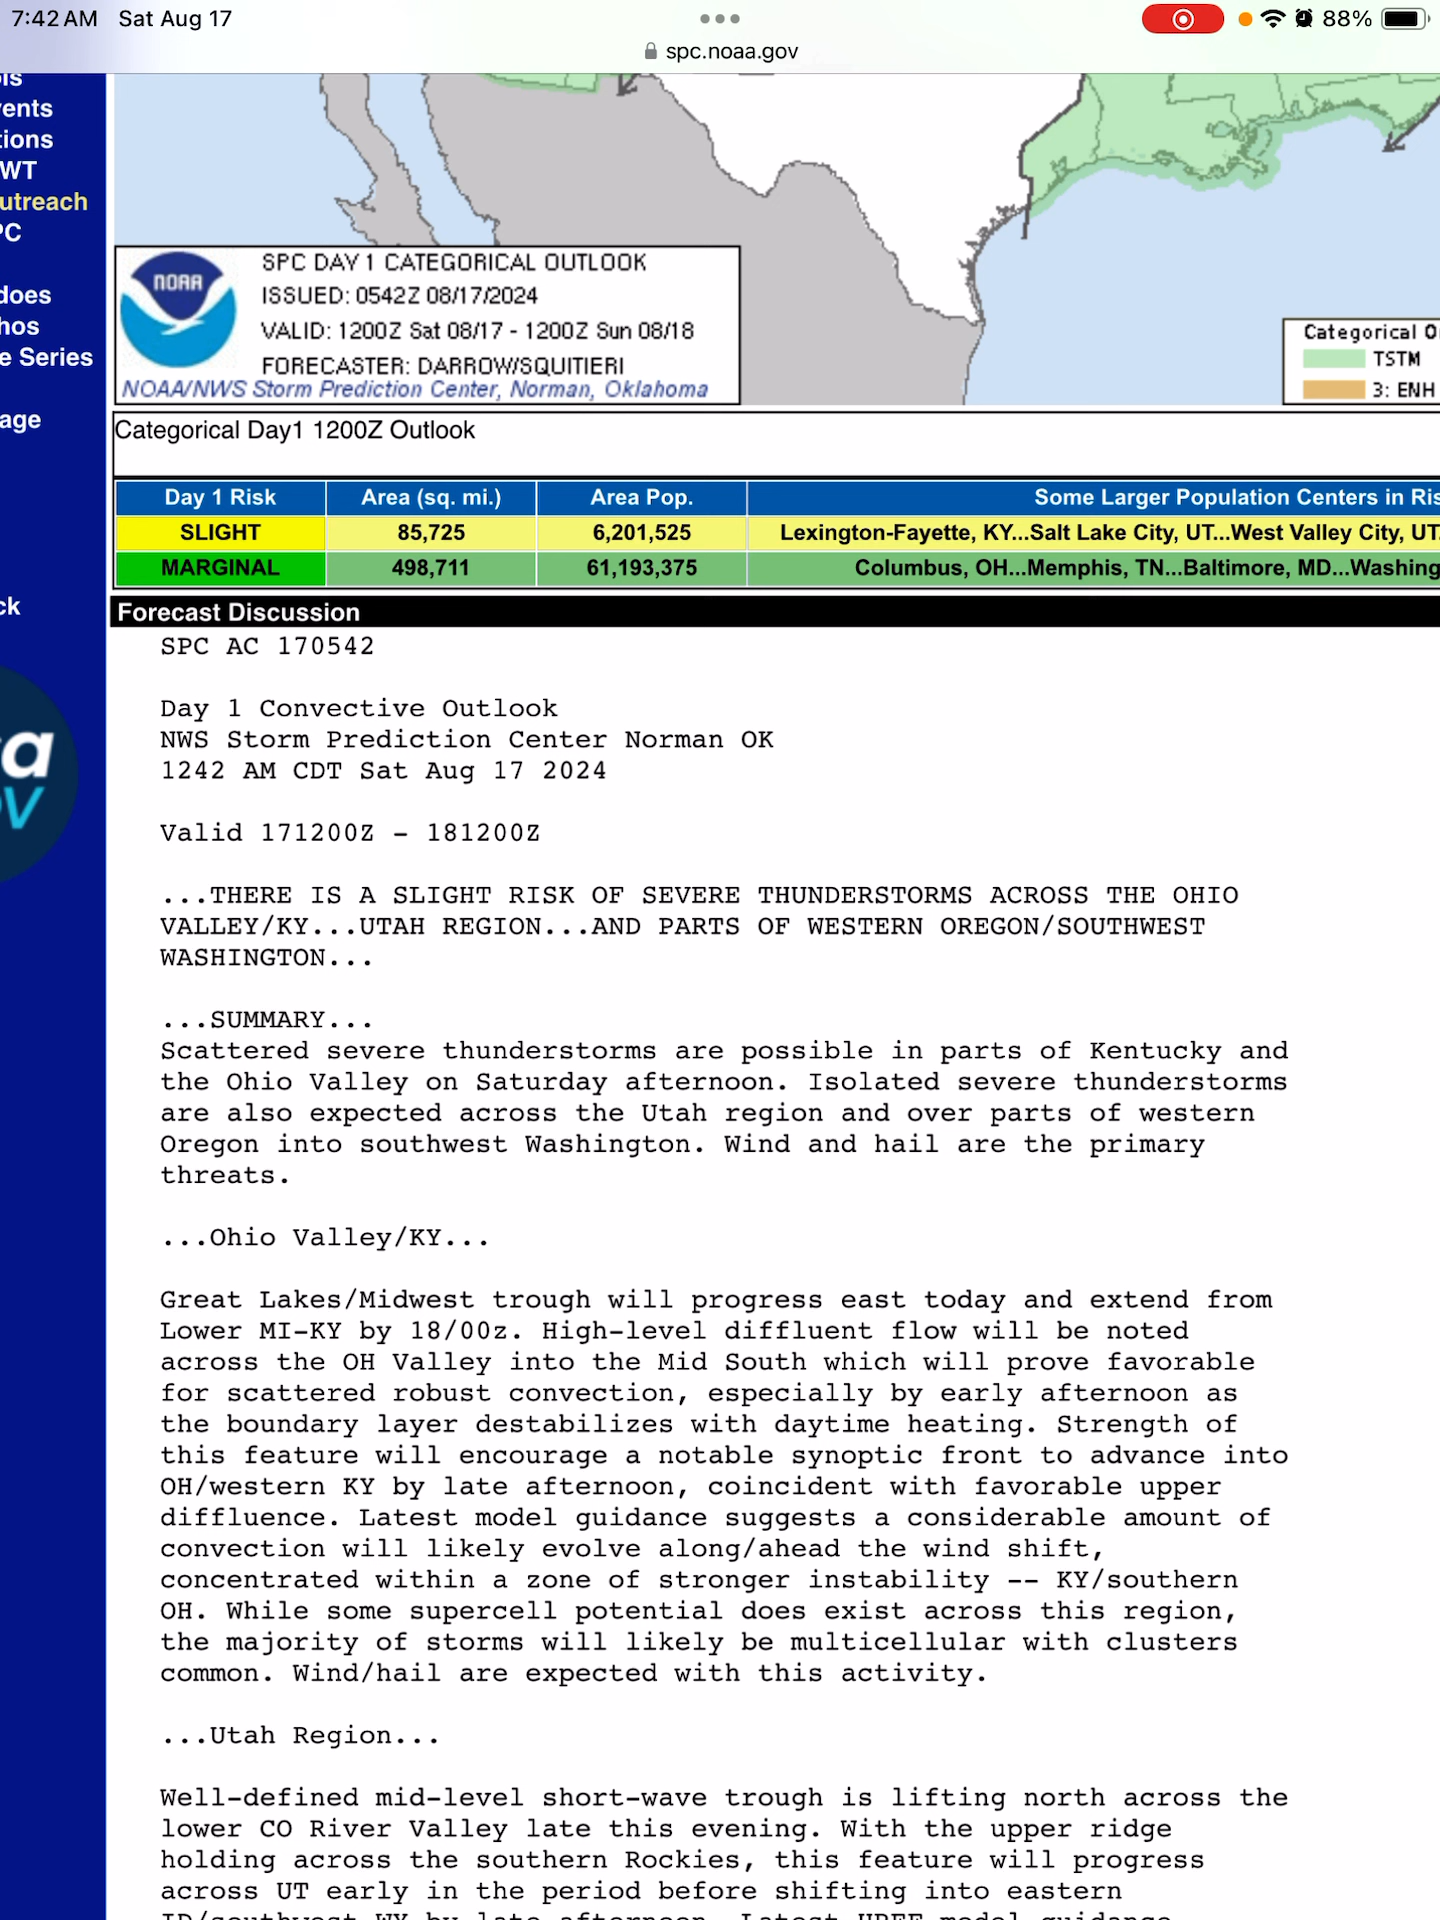 7:42 AM Sat Aug 17
88%
spc.noaa.gov
vents
tions
WT
utreach
PC
does
hos
e Series
age
ck
a
OV
NOAA
SPC DAY 1 CATEGORICAL OUTLOOK
ISSUED: 0542Z 08/17/2024
VALID: 1200Z Sat 08/17 - 1200Z Sun 08/18
FORECASTER: DARROW/SQUITIERI
NOAA/NWS Storm Prediction Center, Norman, Oklahoma
Categorical O
TSTM
3: ENH
Categorical Day1 1200Z Outlook
Day 1 Risk Area (sq. mi.) Area Pop. Some Larger Population Centers in Ris
SLIGHT 85,725 6,201,525 Lexington-Fayette, KY...Salt Lake City, UT...West Valley City, UT
MARGINAL 498,711 61,193,375 Columbus, OH...Memphis, TN...Baltimore, MD...Washing
Forecast Discussion
SPC AC 170542
Day 1 Convective Outlook
NWS Storm Prediction Center Norman OK
1242 AM CDT Sat Aug 17 2024
Valid 171200Z - 181200Z
...THERE IS A SLIGHT RISK OF SEVERE THUNDERSTORMS ACROSS THE OHIO
VALLEY/KY...UTAH REGION...AND PARTS OF WESTERN OREGON/SOUTHWEST
WASHINGTON...
...SUMMARY...
Scattered severe thunderstorms are possible in parts of Kentucky and
the Ohio Valley on Saturday afternoon. Isolated severe thunderstorms
are also expected across the Utah region and over parts of western
Oregon into southwest Washington. Wind and hail are the primary
threats.
...Ohio Valley/KY...
Great Lakes/Midwest trough will progress east today and extend from
Lower MI-KY by 18/00z. High-level diffluent flow will be noted
across the OH Valley into the Mid South which will prove favorable
for scattered robust convection, especially by early afternoon as
the boundary layer destabilizes with daytime heating. Strength of
this feature will encourage a notable synoptic front to advance into
OH/western KY by late afternoon, coincident with favorable upper
diffluence. Latest model guidance suggests a considerable amount of
convection will likely evolve along/ahead the wind shift,
concentrated within a zone of stronger instability -- KY/southern
OH. While some supercell potential does exist across this region,
the majority of storms will likely be multicellular with clusters
common. Wind/hail are expected with this activity.
...Utah Region...
Well-defined mid-level short-wave trough is lifting north across the
lower CO River Valley late this evening. With the upper ridge
holding across the southern Rockies, this feature will progress
across UT early in the period before shifting into eastern
ID/southwest WY by late afternoon. Latest HREF model guidance